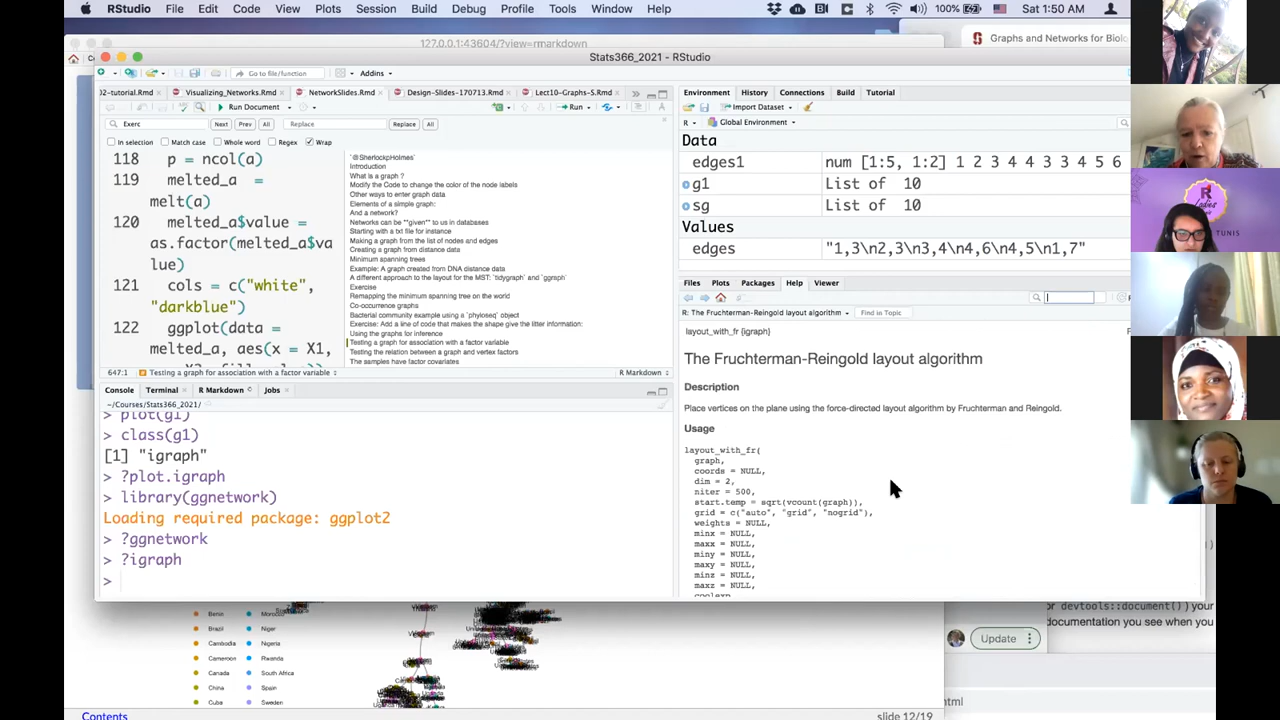 RStudio File Edit Code View Plots Session Build Debug Profile Tools Window Help 100% Sat 1:50 AM
127.0.0.1:43604/?view=rmarkdown
Graphs and Networks for Biolog
Stats366_2021 - RStudio
Go to file/function Addins
02-tutorial.Rmd Visualizing_Networks.Rmd NetworkSlides.Rmd Design-Slides-170713.Rmd Lect10-Graphs-S.Rmd
Run Document Run
Exerc Next Prev All Replace Replace All
In selection Match case Whole word Regex Wrap
118 p = ncol(a)
119 melted_a =
melt(a)
120 melted_a$value =
as.factor(melted_a$va
lue)
121 cols = c("white",
"darkblue")
122 ggplot(data =
melted_a, aes(x = X1,
`@SherlockpHolmes`
Introduction
What is a graph ?
Modify the Code to change the color of the node labels
Other ways to enter graph data
Elements of a simple graph:
And a network?
Networks can be **given** to us in databases
Starting with a txt file for instance
Making a graph from the list of nodes and edges
Creating a graph from distance data
Minimum spanning trees
Example: A graph created from DNA distance data
A different approach to the layout for the MST: `tidygraph` and `ggraph`
Exercise
Remapping the minimum spanning tree on the world
Co-occurrence graphs
Bacterial community example using a `phyloseq` object
Exercise: Add a line of code that makes the shape give the litter information:
Using the graphs for inference
Testing a graph for association with a factor variable
Testing the relation between a graph and vertex factors
The samples have factor covariates
647:1 Testing a graph for association with a factor variable R Markdown
Console Terminal R Markdown Jobs
~/Courses/Stats366_2021/
> plot(g1)
> class(g1)
[1] "igraph"
> ?plot.igraph
> library(ggnetwork)
Loading required package: ggplot2
> ?ggnetwork
> ?igraph
>
Environment History Connections Build Tutorial
Import Dataset
R Global Environment
Data
edges1 num [1:5, 1:2] 1 2 3 4 4 3 3 4 5 6
g1 List of 10
sg List of 10
Values
edges "1,3\n2,3\n3,4\n4,6\n4,5\n1,7"
Files Plots Packages Help Viewer
R: The Fruchterman-Reingold layout algorithm Find in Topic
layout_with_fr {igraph}
The Fruchterman-Reingold layout algorithm
Description
Place vertices on the plane using the force-directed layout algorithm by Fruchterman and Reingold.
Usage
layout_with_fr(
graph,
coords = NULL,
dim = 2,
niter = 500,
start.temp = sqrt(vcount(graph)),
grid = c("auto", "grid", "nogrid"),
weights = NULL,
minx = NULL,
maxx = NULL,
miny = NULL,
maxy = NULL,
minz = NULL,
maxz = NULL,
coolexp
R
Ladies
TUNIS
or devtools::document()) your
documentation you see when you
Update
html
Benin Morocco
Brazil Niger
Cambodia Nigeria
Cameroon Rwanda
Canada South Africa
China Spain
Cuba Sweden
Contents
slide 12/19